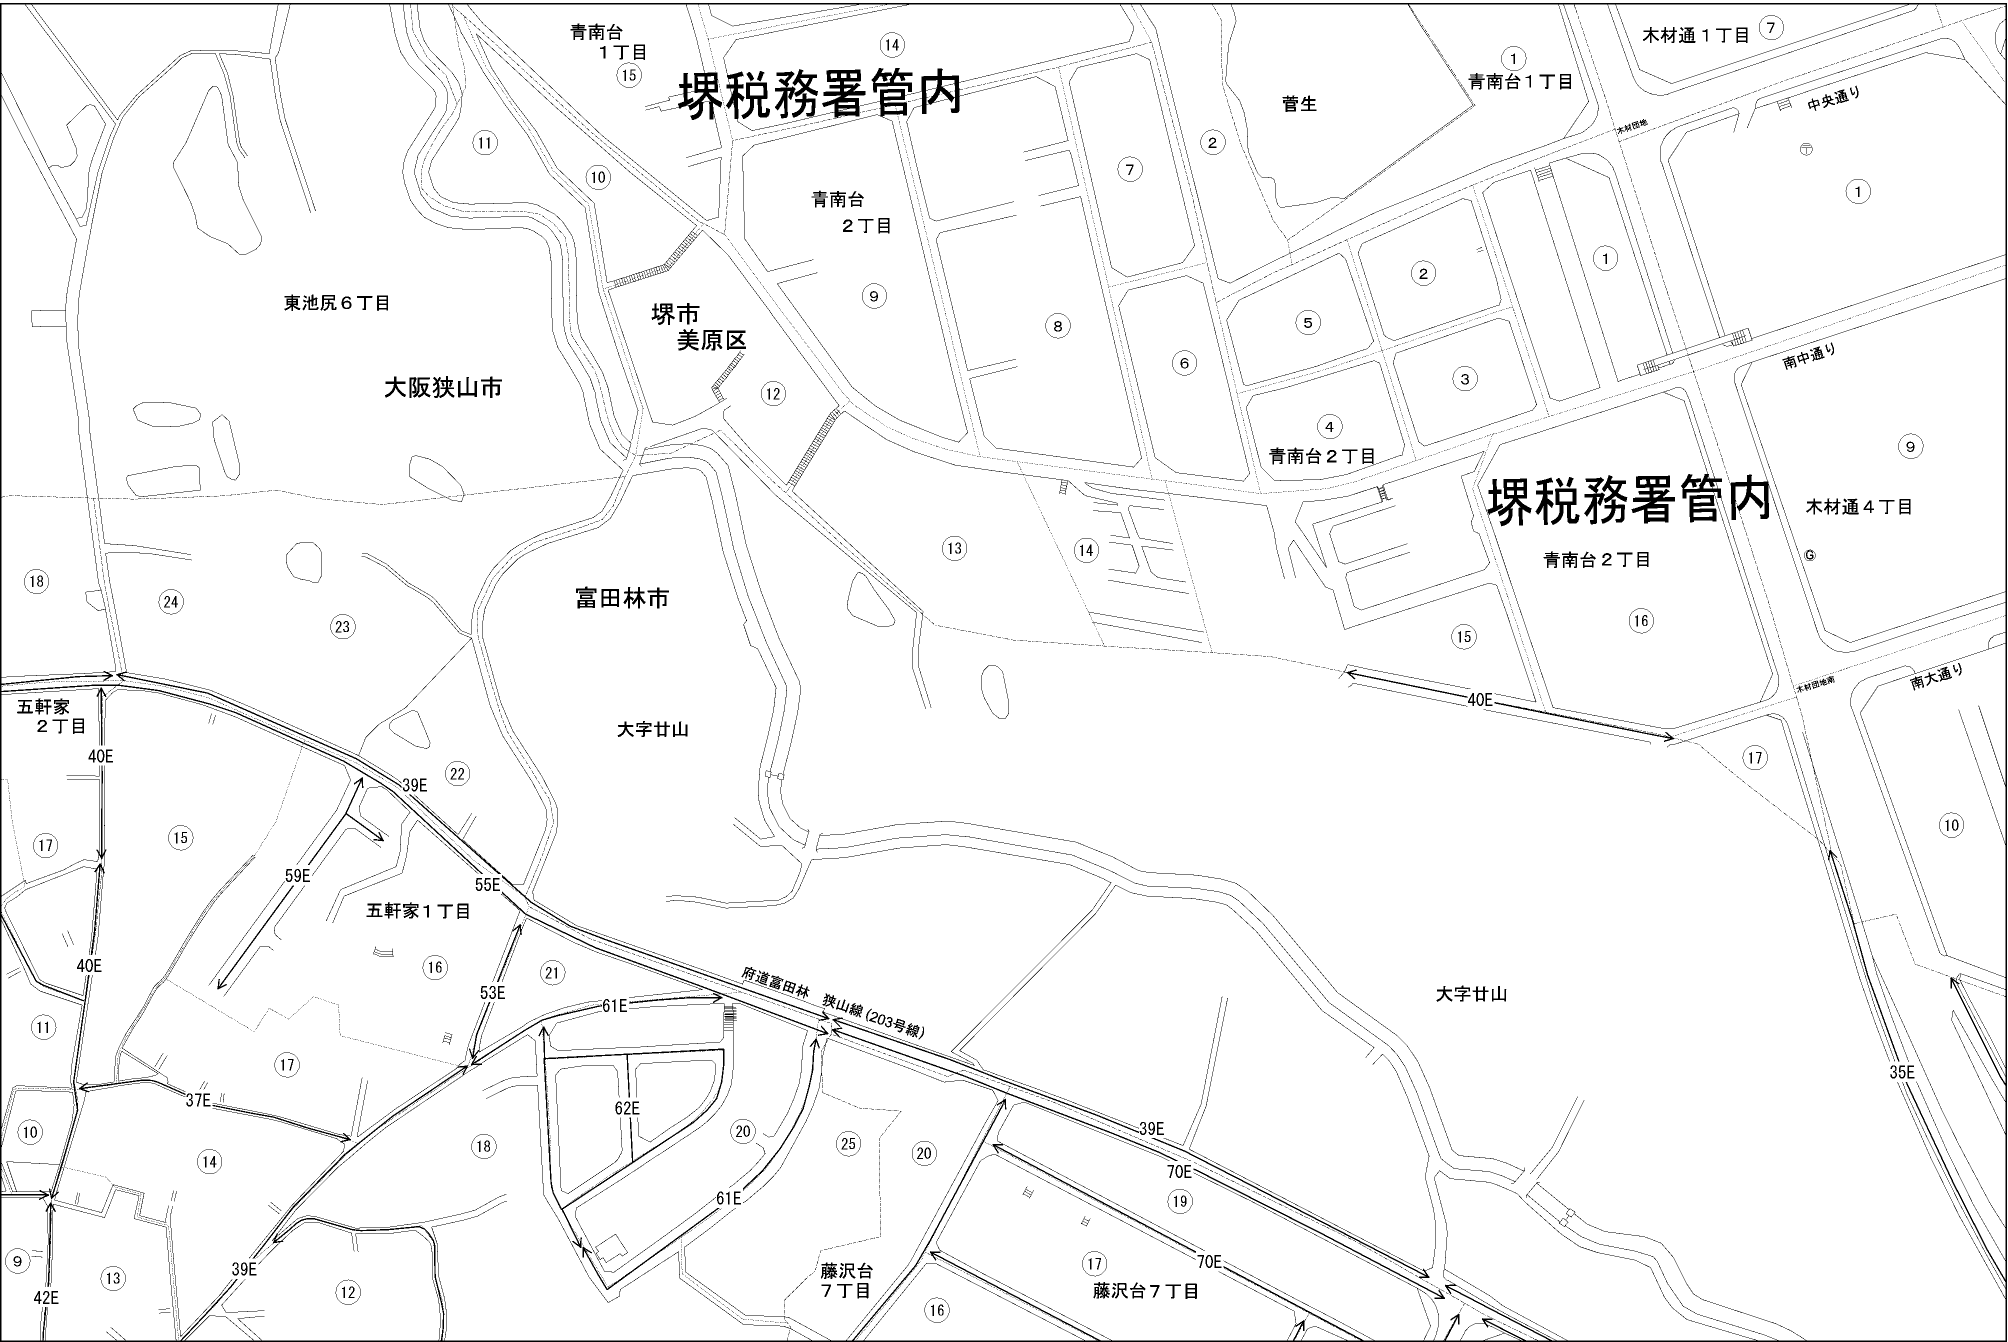 青南台
１丁目
15
14
堺税務署管内
11
10
2
菅生
1
青南台１丁目
木材通１丁目
7
中央通り
木材団地
〒
1
7
青南台
２丁目
9
8
6
5
2
1
3
4
青南台２丁目
東池尻６丁目
堺市
美原区
大阪狭山市
12
南中通り
9
堺税務署管内
木材通４丁目
G
青南台２丁目
16
15
13
14
18
24
23
富田林市
大字廿山
40E
木材団地南
南大通り
17
10
五軒家
２丁目
40E
39E
22
17
15
59E
55E
五軒家１丁目
40E
16
53E
21
61E
府道富田林　狭山線(203号線)
大字廿山
35E
11
17
37E
10
14
18
62E
20
25
20
39E
70E
19
61E
9
42E
13
39E
12
藤沢台
７丁目
16
17
70E
藤沢台７丁目